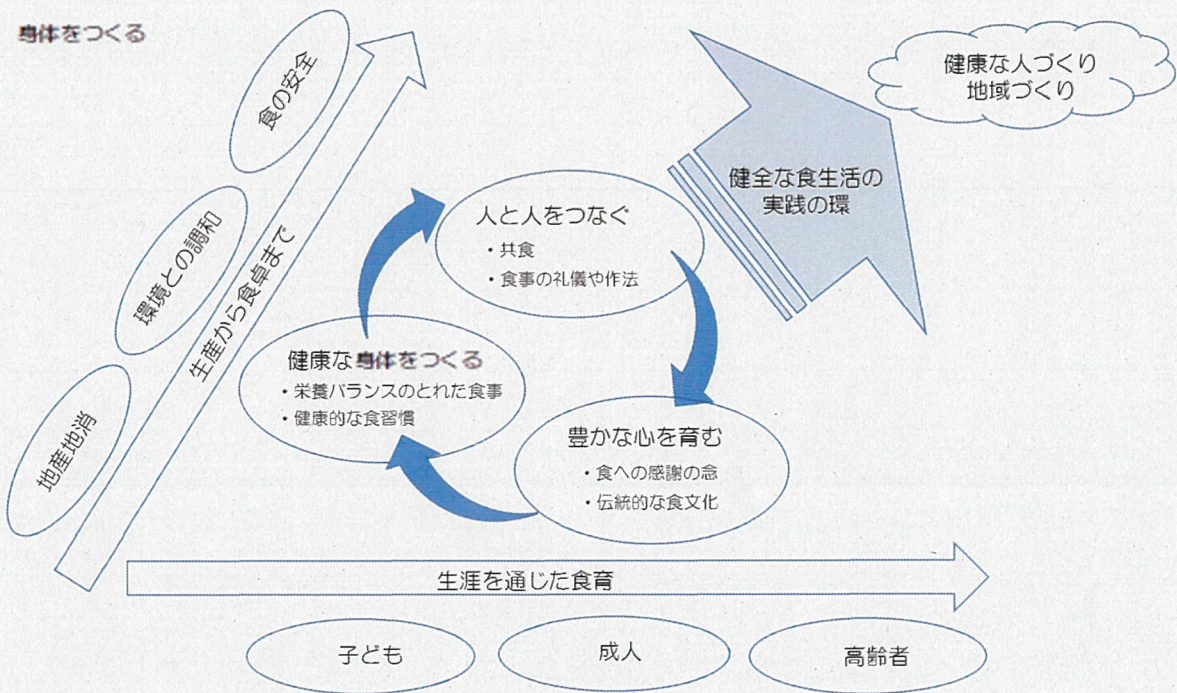 身体をつくる
健康な人づくり
地域づくり
食の安全
環境との調和
地産地消
生産から食卓まで
健全な食生活の
実践の環
人と人をつなぐ
・共食
・食事の礼儀や作法
健康な身体をつくる
・栄養バランスのとれた食事
・健康的な食習慣
豊かな心を育む
・食への感謝の念
・伝統的な食文化
生涯を通じた食育
子ども
成人
高齢者